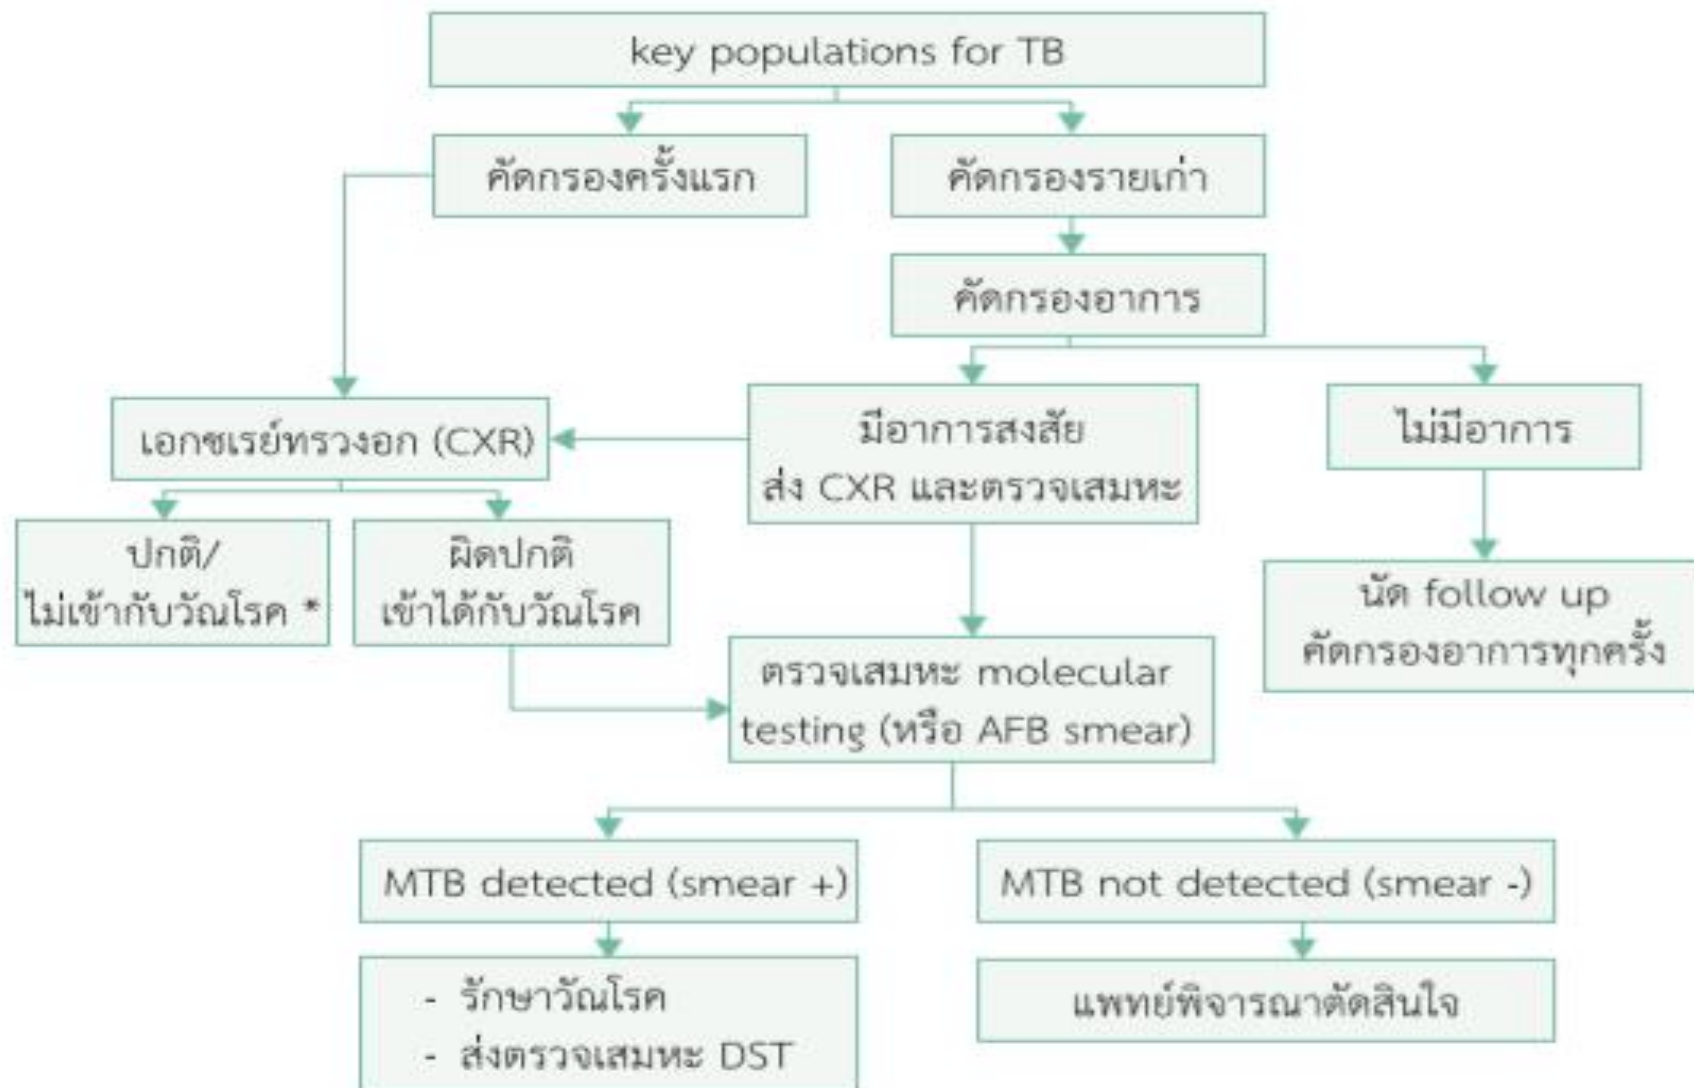 key populations for TB
คัดกรองครั้งแรก
คัดกรองรายเก่า
คัดกรองอาการ
เอกซเรย์ทรวงอก (CXR)
มีอาการสงสัย
ส่ง CXR และตรวจเสมหะ
ไม่มีอาการ
ปกติ/
ไม่เข้ากับวัณโรค *
ผิดปกติ
เข้าได้กับวัณโรค
นัด follow up
คัดกรองอาการทุกครั้ง
ตรวจเสมหะ molecular
testing (หรือ AFB smear)
MTB detected (smear +)
MTB not detected (smear -)
- รักษาวัณโรค
- ส่งตรวจเสมหะ DST
แพทย์พิจารณาตัดสินใจ